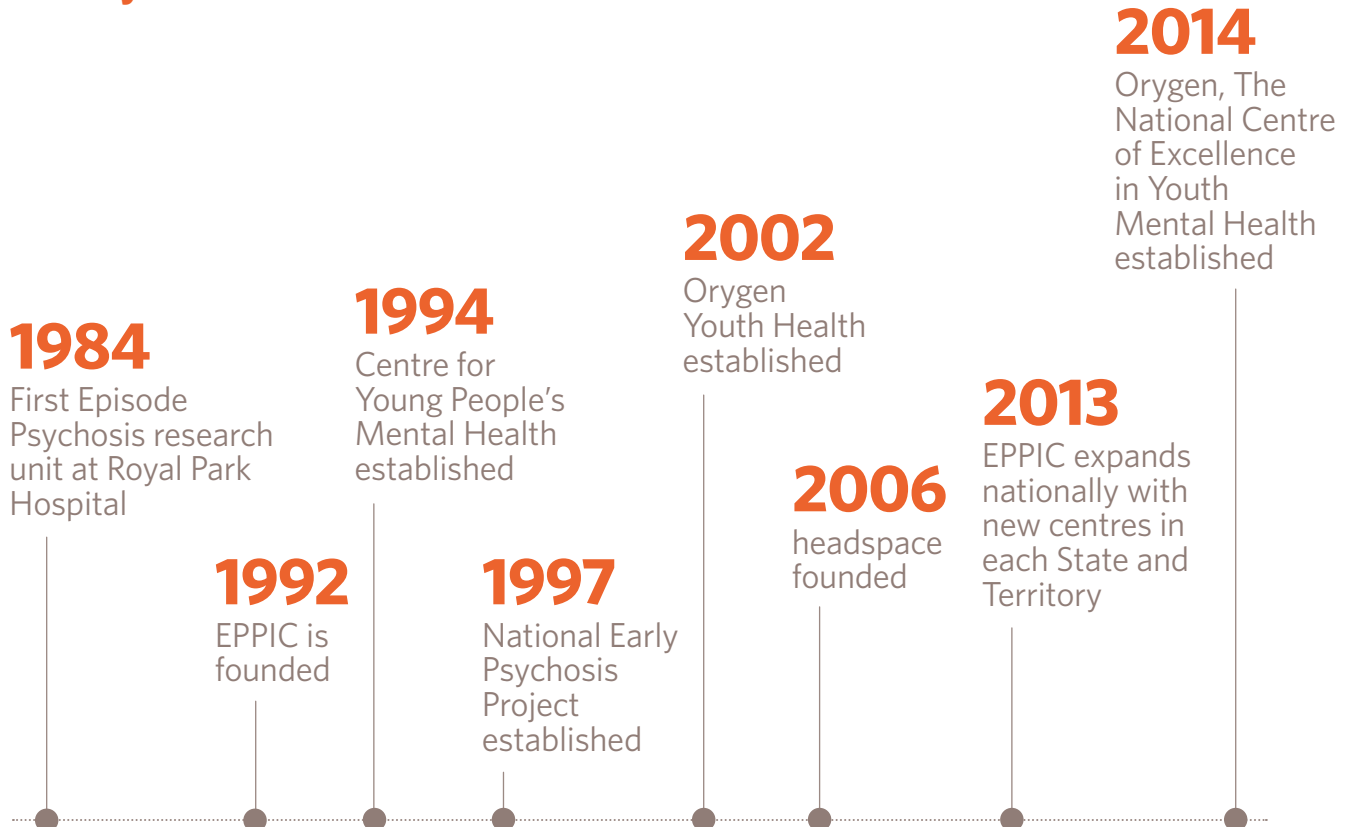 1984
First Episode
Psychosis research
unit at Royal Park
Hospital
1992
EPPIC is
founded
1994
Centre for
Young People’s
Mental Health
established
1997
National Early
Psychosis
Project
established
2002
Orygen
Youth Health
established
2006
headspace
founded
2013
EPPIC expands
nationally with
new centres in
each State and
Territory
2014
Orygen, The
National Centre
of Excellence
in Youth
Mental Health
established